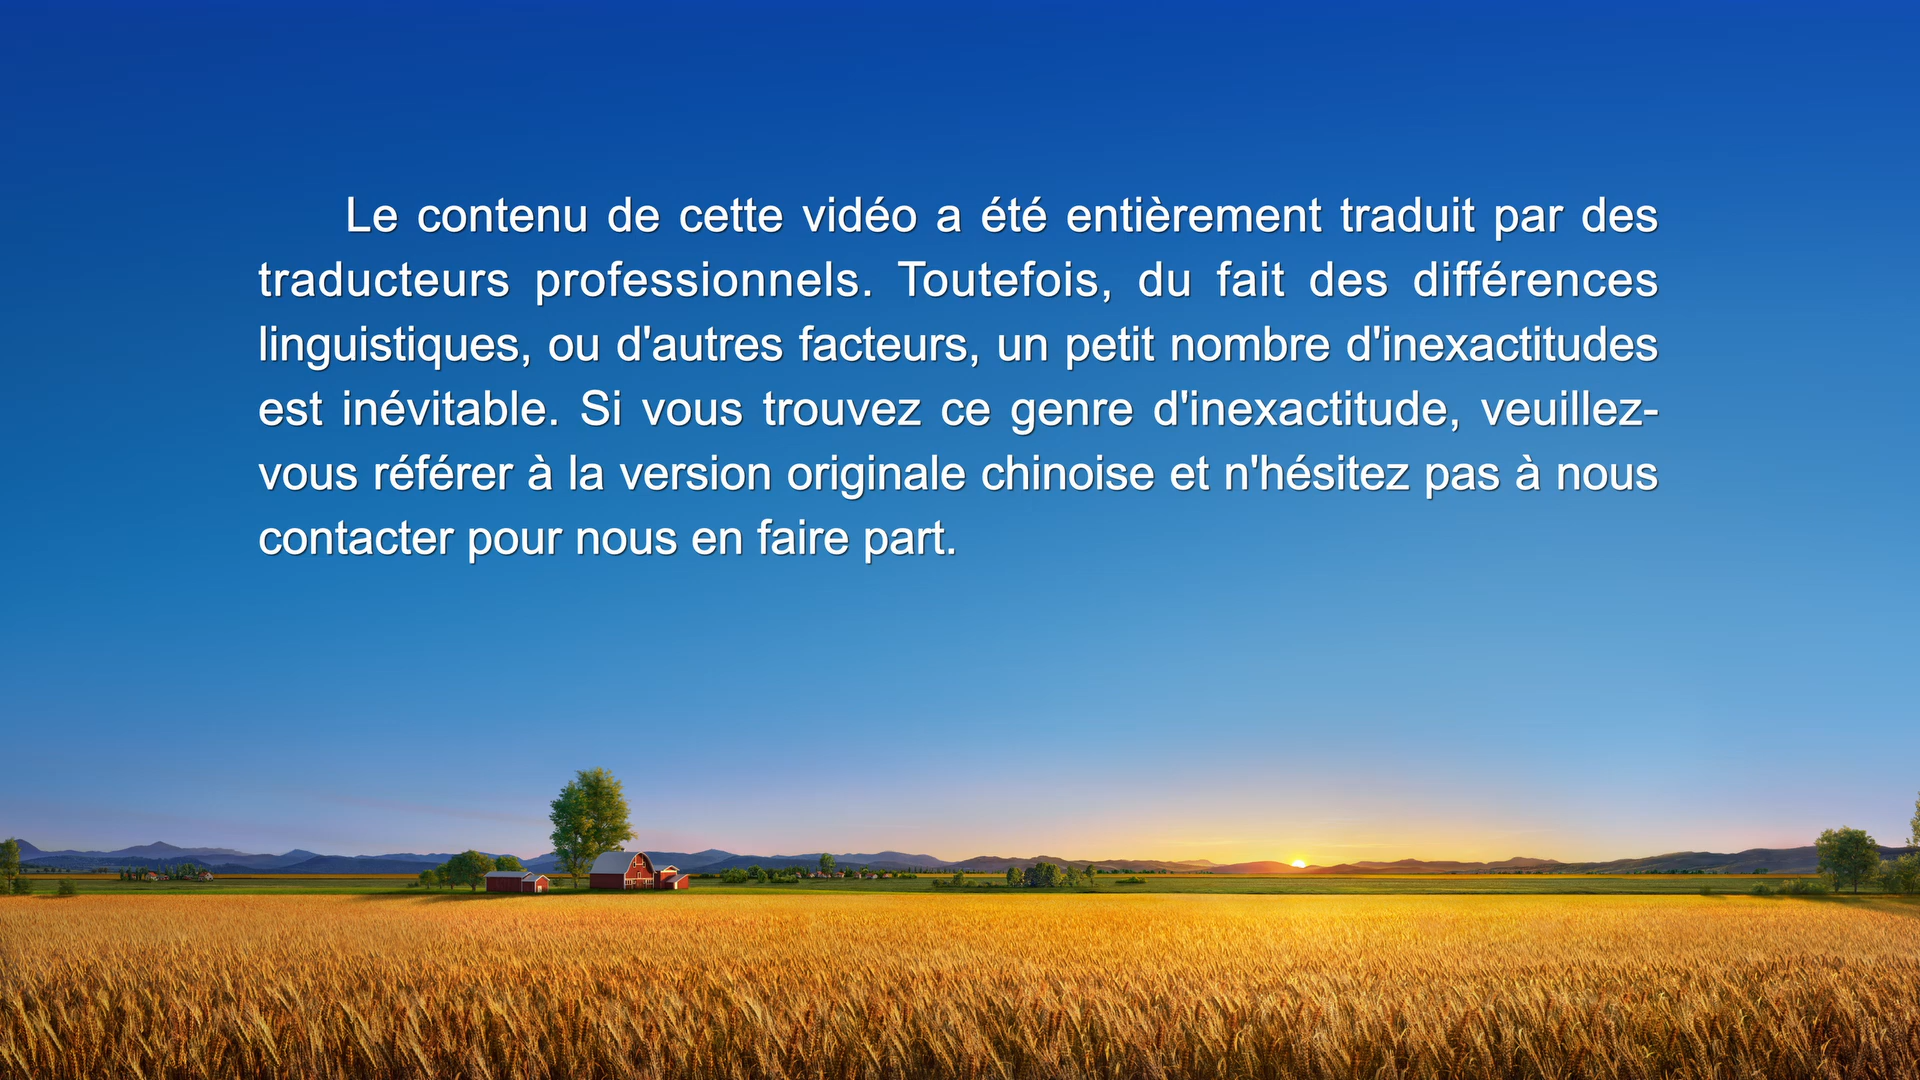 Le contenu de cette vidéo a été entièrement traduit par des
traducteurs professionnels. Toutefois, du fait des différences
linguistiques, ou d'autres facteurs, un petit nombre d'inexactitudes
est inévitable. Si vous trouvez ce genre d'inexactitude, veuillez-
vous référer à la version originale chinoise et n'hésitez pas à nous
contacter pour nous en faire part.